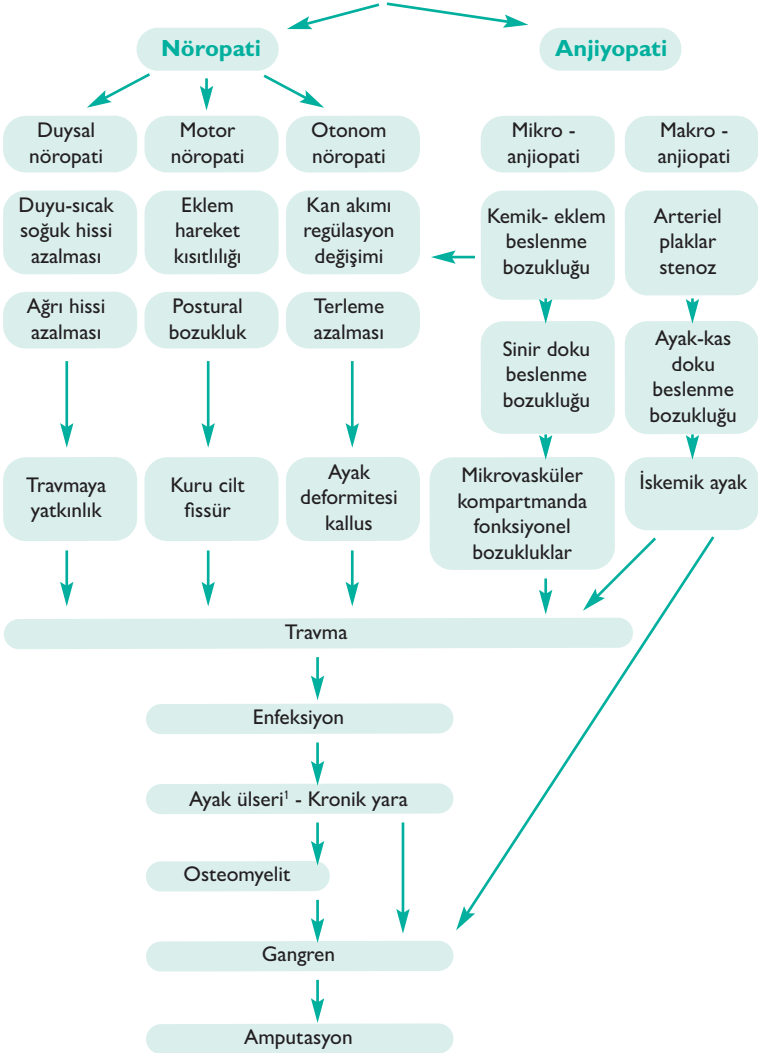 Nöropati
Anjiyopati
Duysal
nöropati
Motor
nöropati
Otonom
nöropati
Mikro -
anjiopati
Makro -
anjiopati
Duyu-sıcak
soğuk hissi
azalması
Eklem
hareket
kısıtlılığı
Kan akımı
regülasyon
değişimi
Kemik- eklem
beslenme
bozukluğu
Arteriel
plaklar
stenoz
Ağrı hissi
azalması
Postural
bozukluk
Terleme
azalması
Sinir doku
beslenme
bozukluğu
Ayak-kas
doku
beslenme
bozukluğu
Travmaya
yatkınlık
Kuru cilt
fissür
Ayak
deformitesi
kallus
Mikrovasküler
kompartmanda
fonksiyonel
bozukluklar
İskemik ayak
Travma
Enfeksiyon
Ayak ülseri¹ - Kronik yara
Osteomyelit
Gangren
Amputasyon